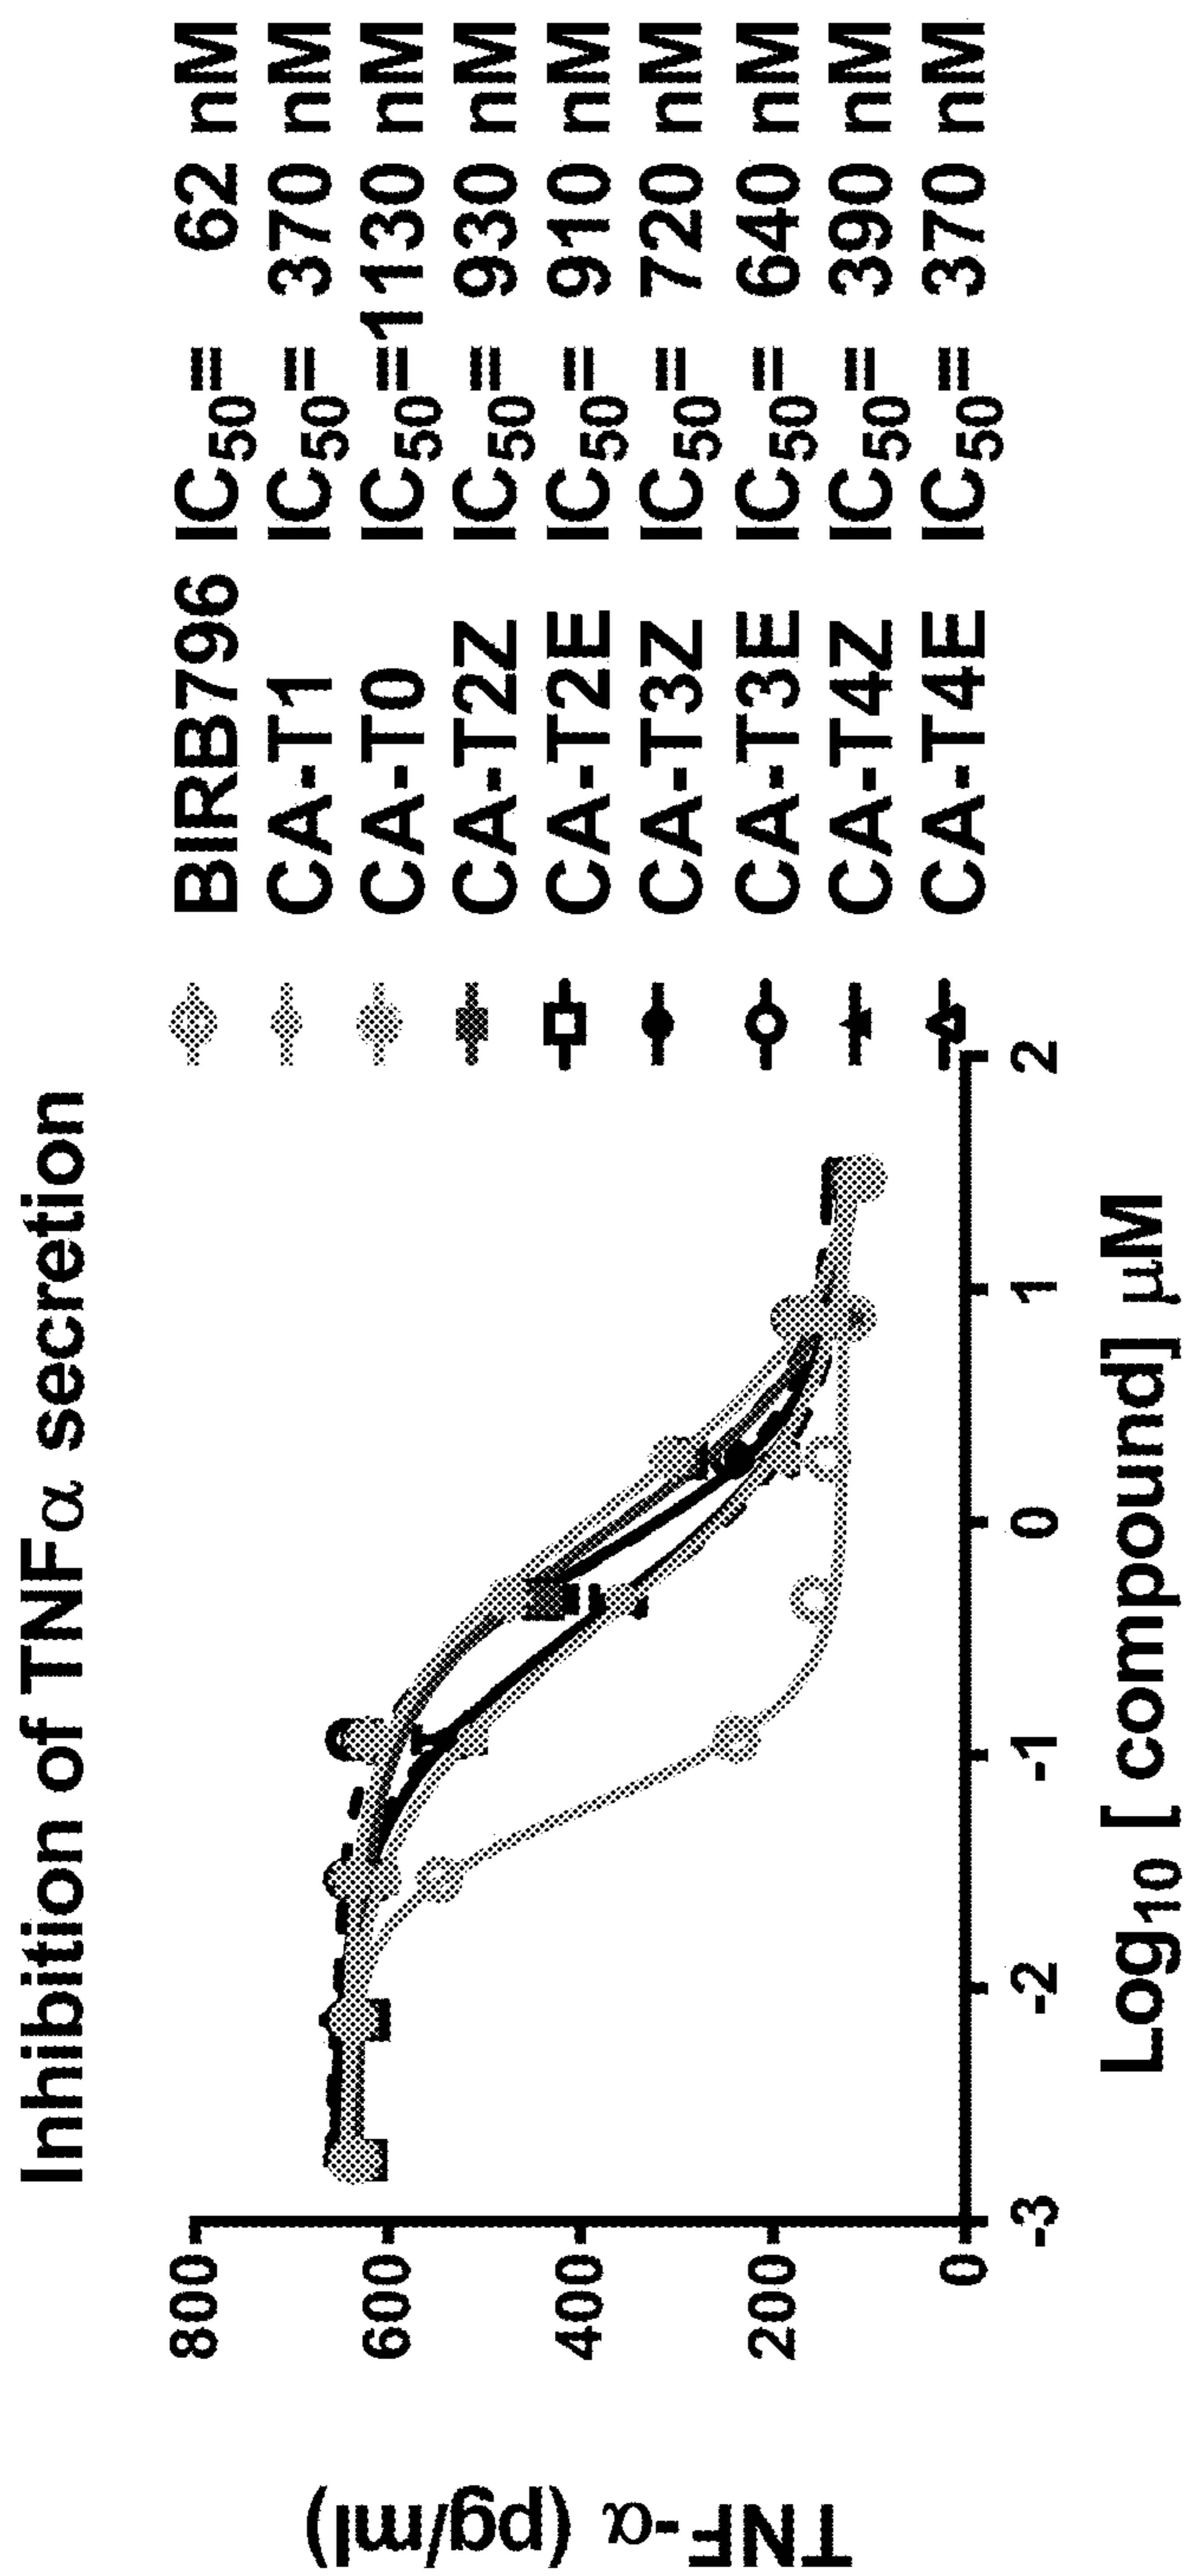 Inhibition of TNFα secretion
TNF-α (pg/ml)
800
600
400
200
0
-3 -2 -1 0 1 2
Log10 [ compound] µM
BIRB796 IC50= 62 nM
CA-T1 IC50= 370 nM
CA-T0 IC50=1130 nM
CA-T2Z IC50= 930 nM
CA-T2E IC50= 910 nM
CA-T3Z IC50= 720 nM
CA-T3E IC50= 640 nM
CA-T4Z IC50= 390 nM
CA-T4E IC50= 370 nM